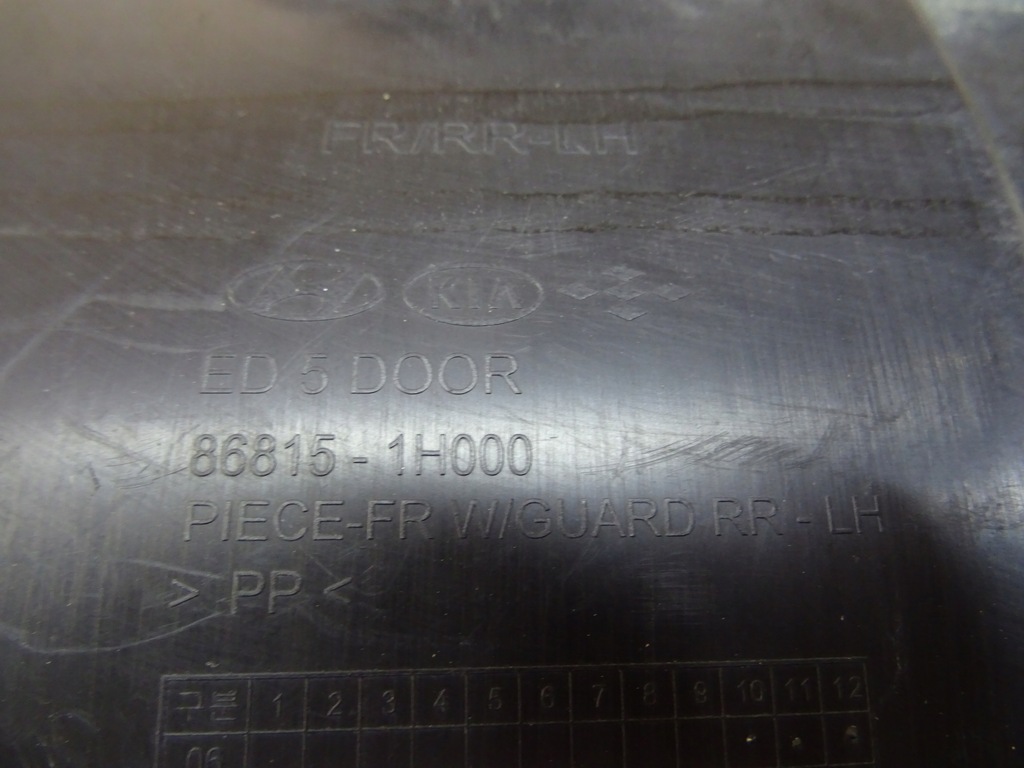 FR/RR-LH
KIA
ED 5 DOOR
86815 - 1H000
PIECE-FR W/GUARD RR - LH
> PP <
구분 1 2 3 4 5 6 7 8 9 10 11 12
06